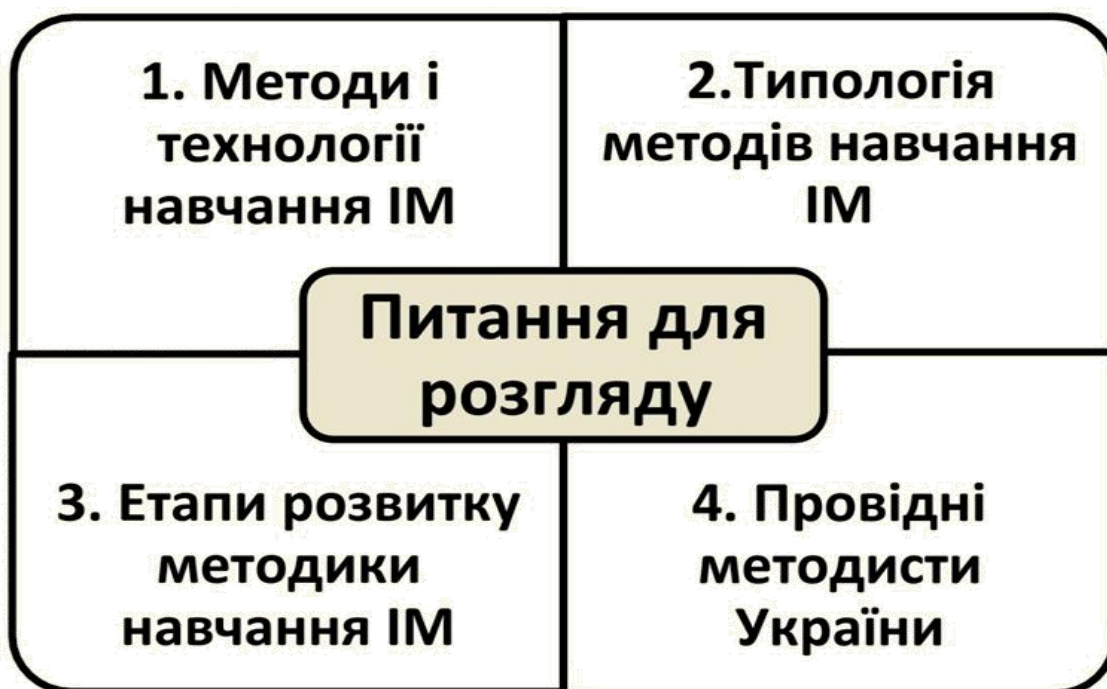 1. Методи і
технології
навчання ІМ
2.Типологія
методів навчання
ІМ
Питання для
розгляду
3. Етапи розвитку
методики
навчання ІМ
4. Провідні
методисти
України